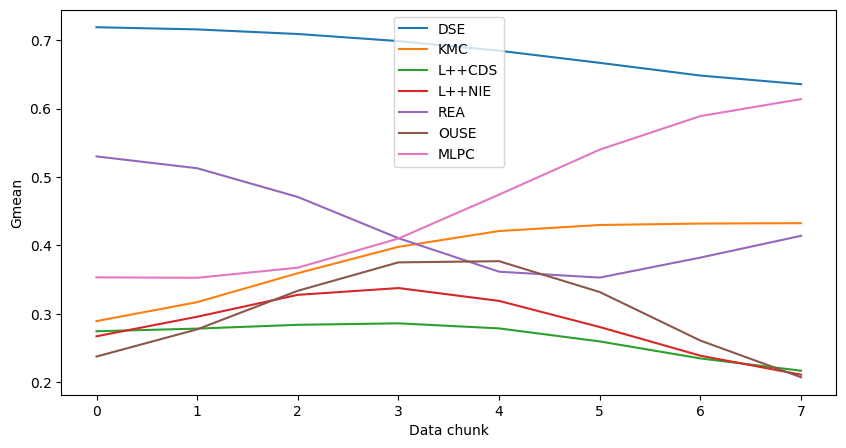 0.7
0.6
0.5
0.4
0.3
0.2
Gmean
DSE
KMC
L++CDS
L++NIE
REA
OUSE
MLPC
0 1 2 3 4 5 6 7
Data chunk